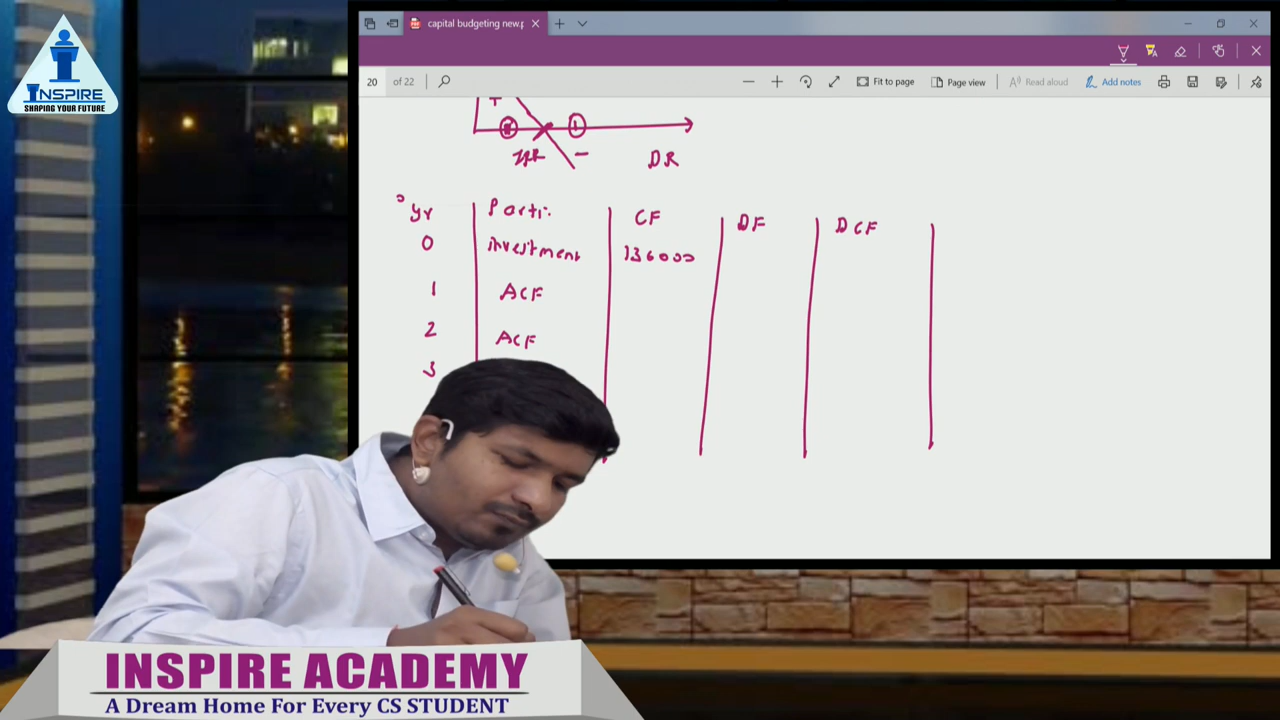 INSPIRE
SHAPING YOUR FUTURE
capital budgeting new.p
20 of 22
Fit to page
Page view
Read aloud
Add notes
+
IRR - DR
yr Parti. CF DF DCF
0 investment 136000
1 ACF
2 ACF
3
INSPIRE ACADEMY
A Dream Home For Every CS STUDENT